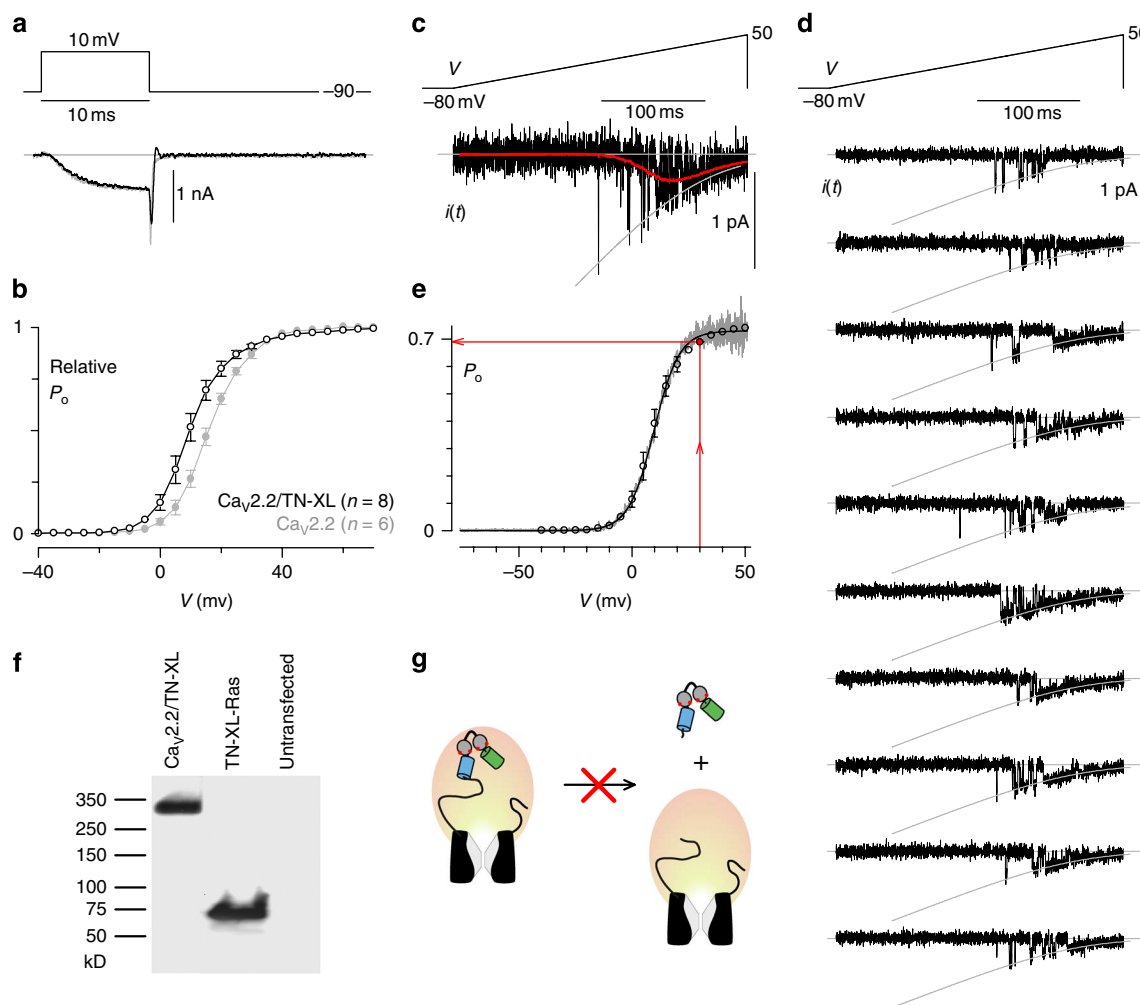 a
10 mV
–90
10 ms
1 nA
b
1
Relative
Po
0
CaV2.2/TN-XL (n = 8)
CaV2.2 (n = 6)
–40
0
40
V (mv)
c
50
V
–80 mV
100 ms
i(t)
1 pA
d
50
V
–80 mV
100 ms
i(t)
1 pA
e
0.7
Po
0
–50
0
50
V (mv)
f
CaV2.2/TN-XL
TN-XL-Ras
Untransfected
350
250
150
100
75
50
kD
g
+